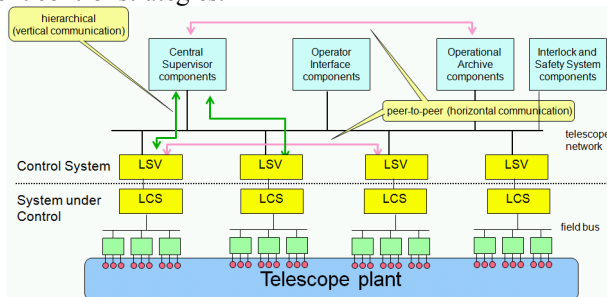 hierarchical
(vertical communication)
Central
Supervisor
components
Operator
Interface
components
Operational
Archive
components
Interlock and
Safety System
components
peer-to-peer (horizontal communication)
telescope
network
Control System
LSV
LSV
LSV
LSV
System under
Control
LCS
LCS
LCS
LCS
field bus
Telescope plant